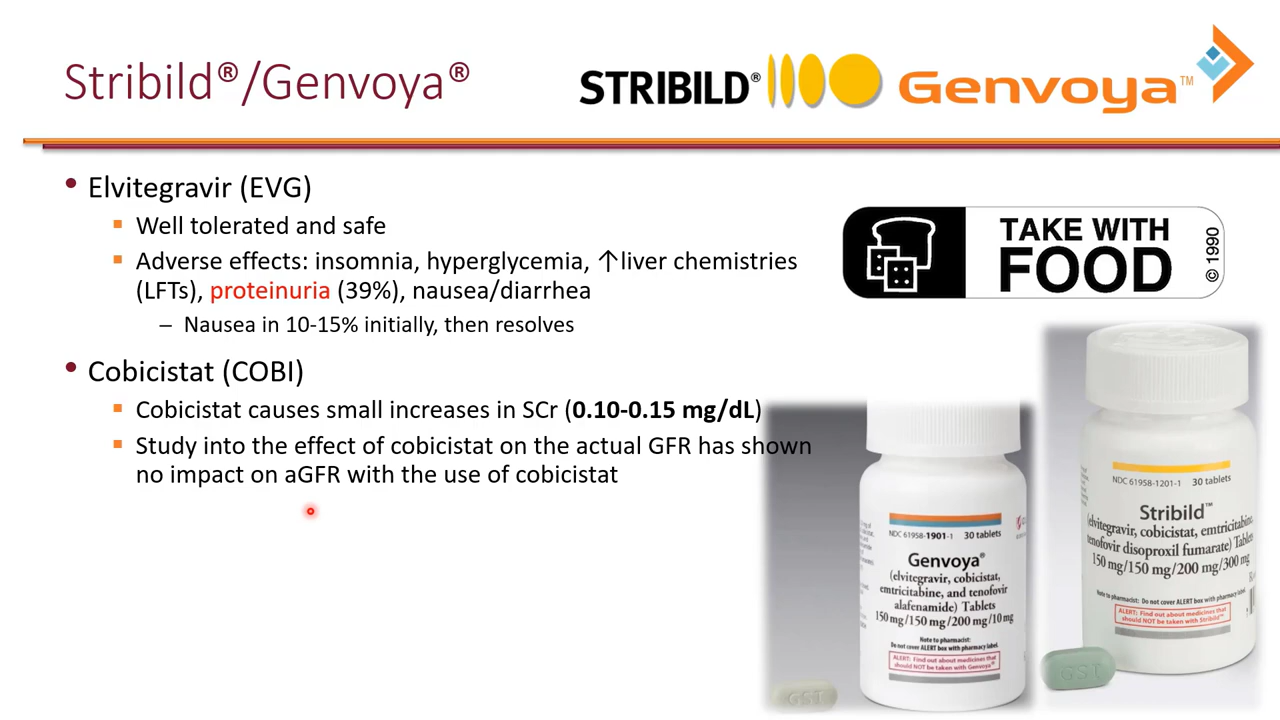 Stribild®/Genvoya®
STRIBILD®
Genvoya™
• Elvitegravir (EVG)
▪ Well tolerated and safe
▪ Adverse effects: insomnia, hyperglycemia, ↑liver chemistries
(LFTs), proteinuria (39%), nausea/diarrhea
– Nausea in 10-15% initially, then resolves
• Cobicistat (COBI)
▪ Cobicistat causes small increases in SCr (0.10-0.15 mg/dL)
▪ Study into the effect of cobicistat on the actual GFR has shown
no impact on aGFR with the use of cobicistat
TAKE WITH
FOOD
© 1990
NDC 61958-1901-1 30 tablets
Genvoya®
(elvitegravir, cobicistat,
emtricitabine, and tenofovir
alafenamide) Tablets
150 mg/150 mg/200 mg/10 mg
Note to pharmacist:
Do not cover ALERT box with pharmacy label.
ALERT: Find out about medicines that
should NOT be taken with Genvoya®
GSI
NDC 61958-1201-1 30 tablets
Stribild™
(elvitegravir, cobicistat, emtricitabine,
tenofovir disoproxil fumarate) Tablets
150 mg/150 mg/200 mg/300 mg
Note to pharmacist: Do not cover ALERT box with pharmacy label.
ALERT: Find out about medicines that
should NOT be taken with Stribild™
GSI